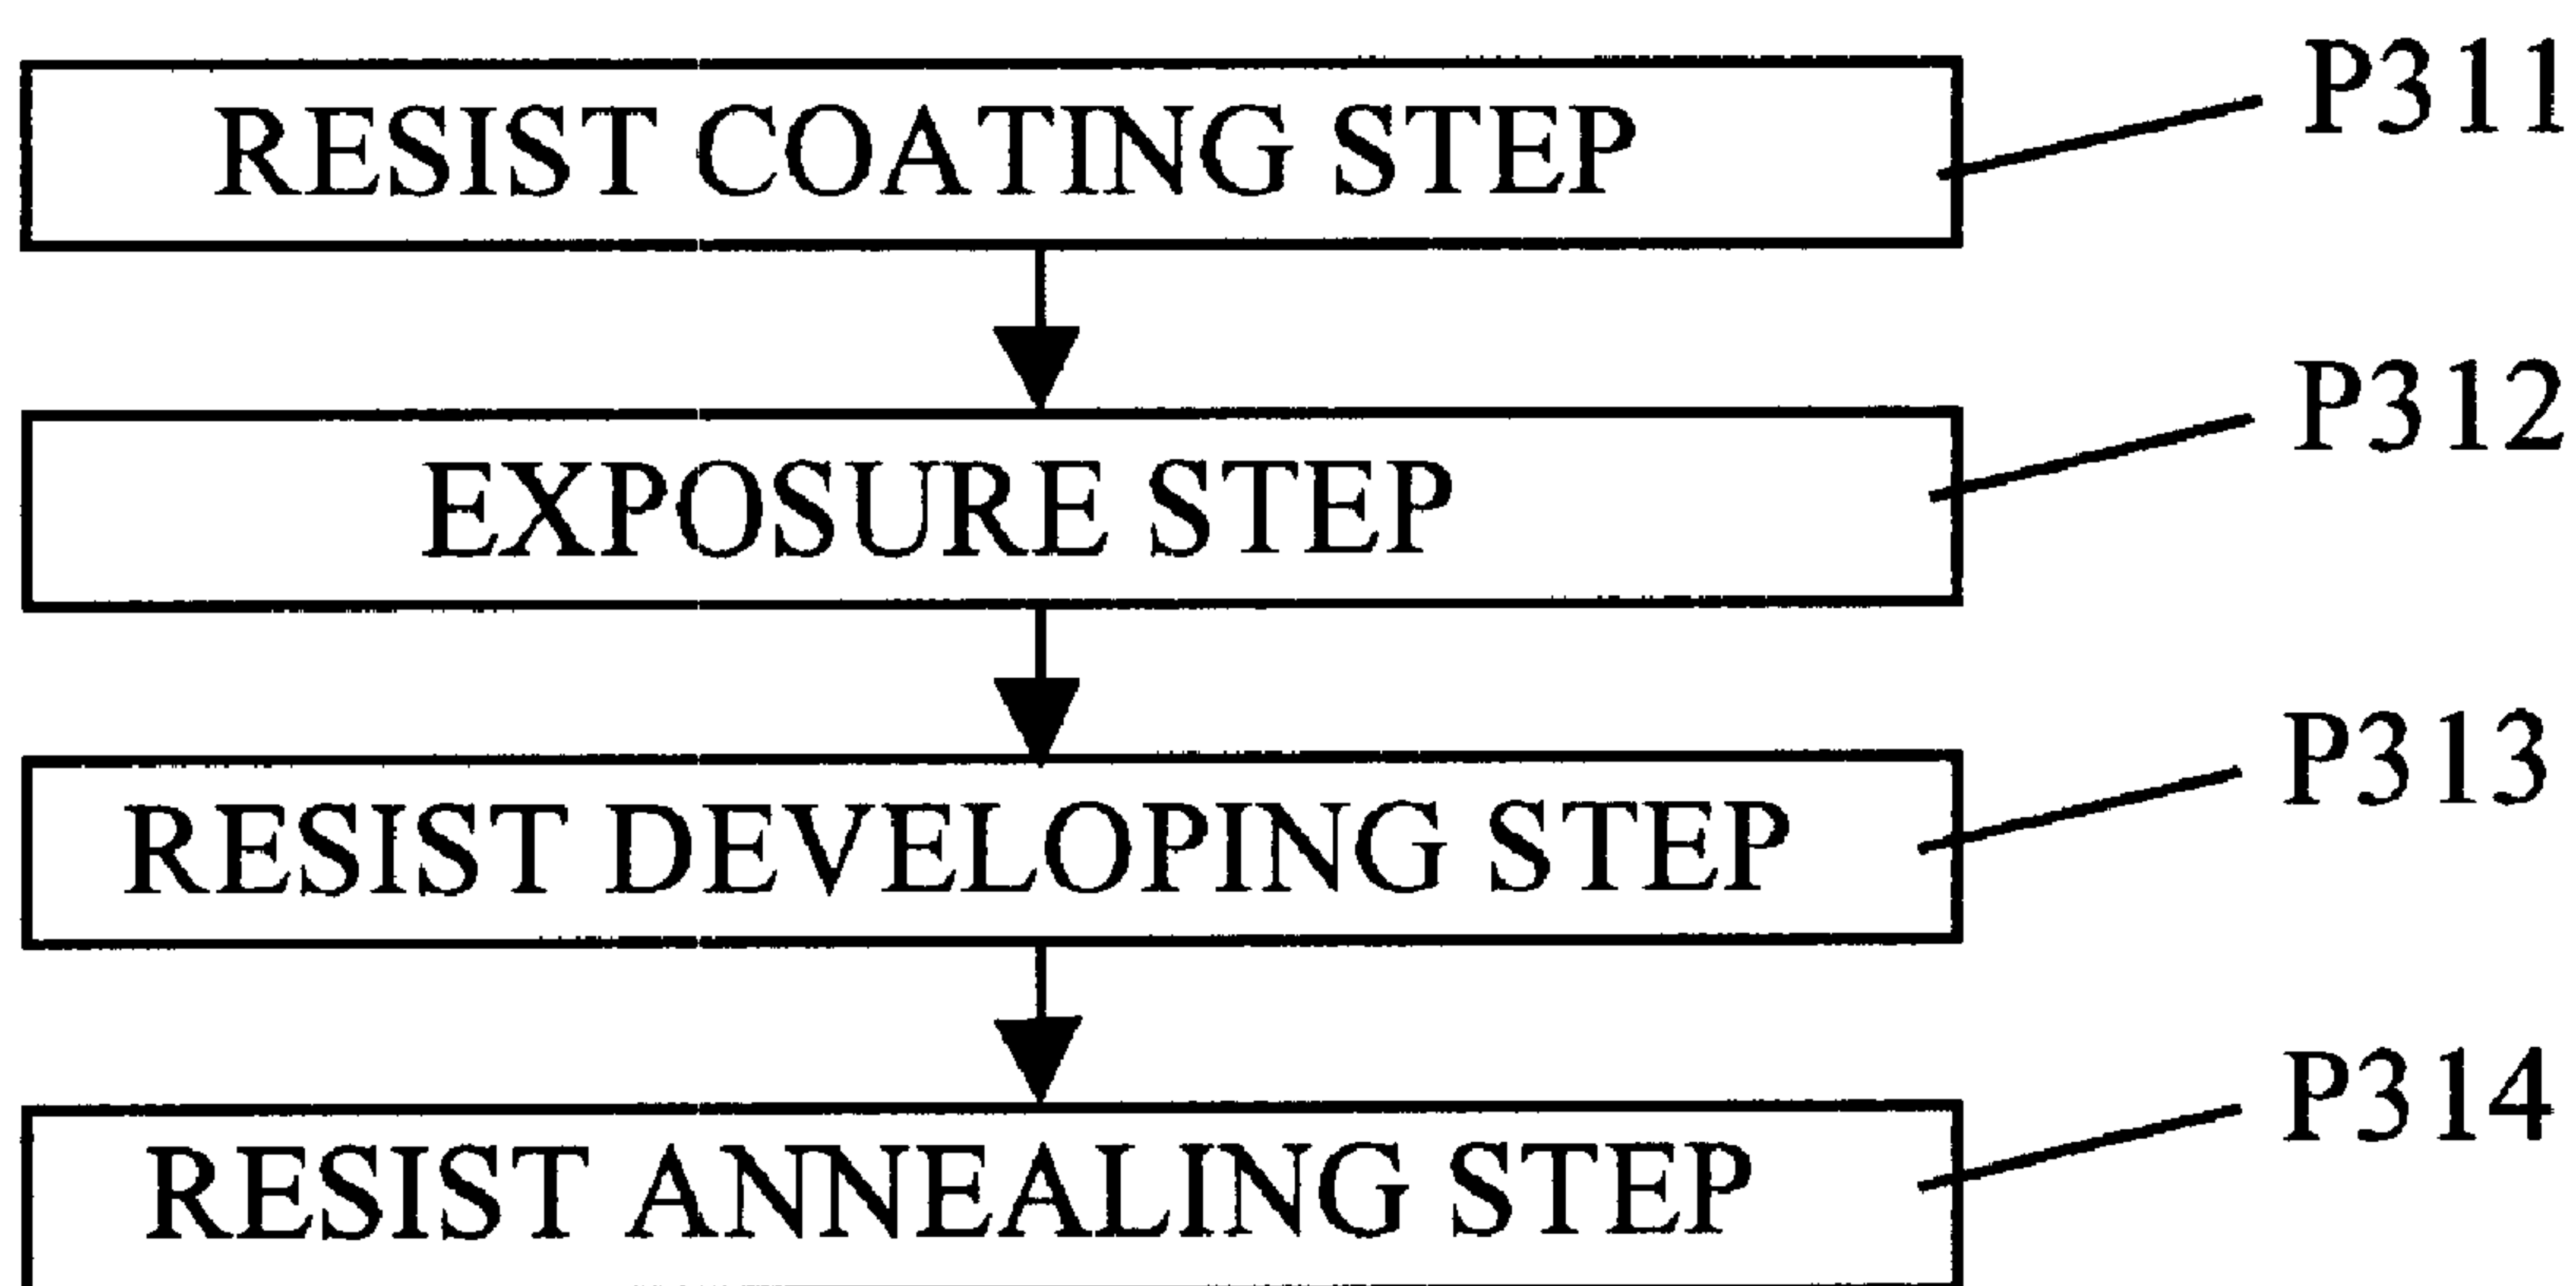 RESIST COATING STEP
P311
EXPOSURE STEP
P312
RESIST DEVELOPING STEP
P313
RESIST ANNEALING STEP
P314